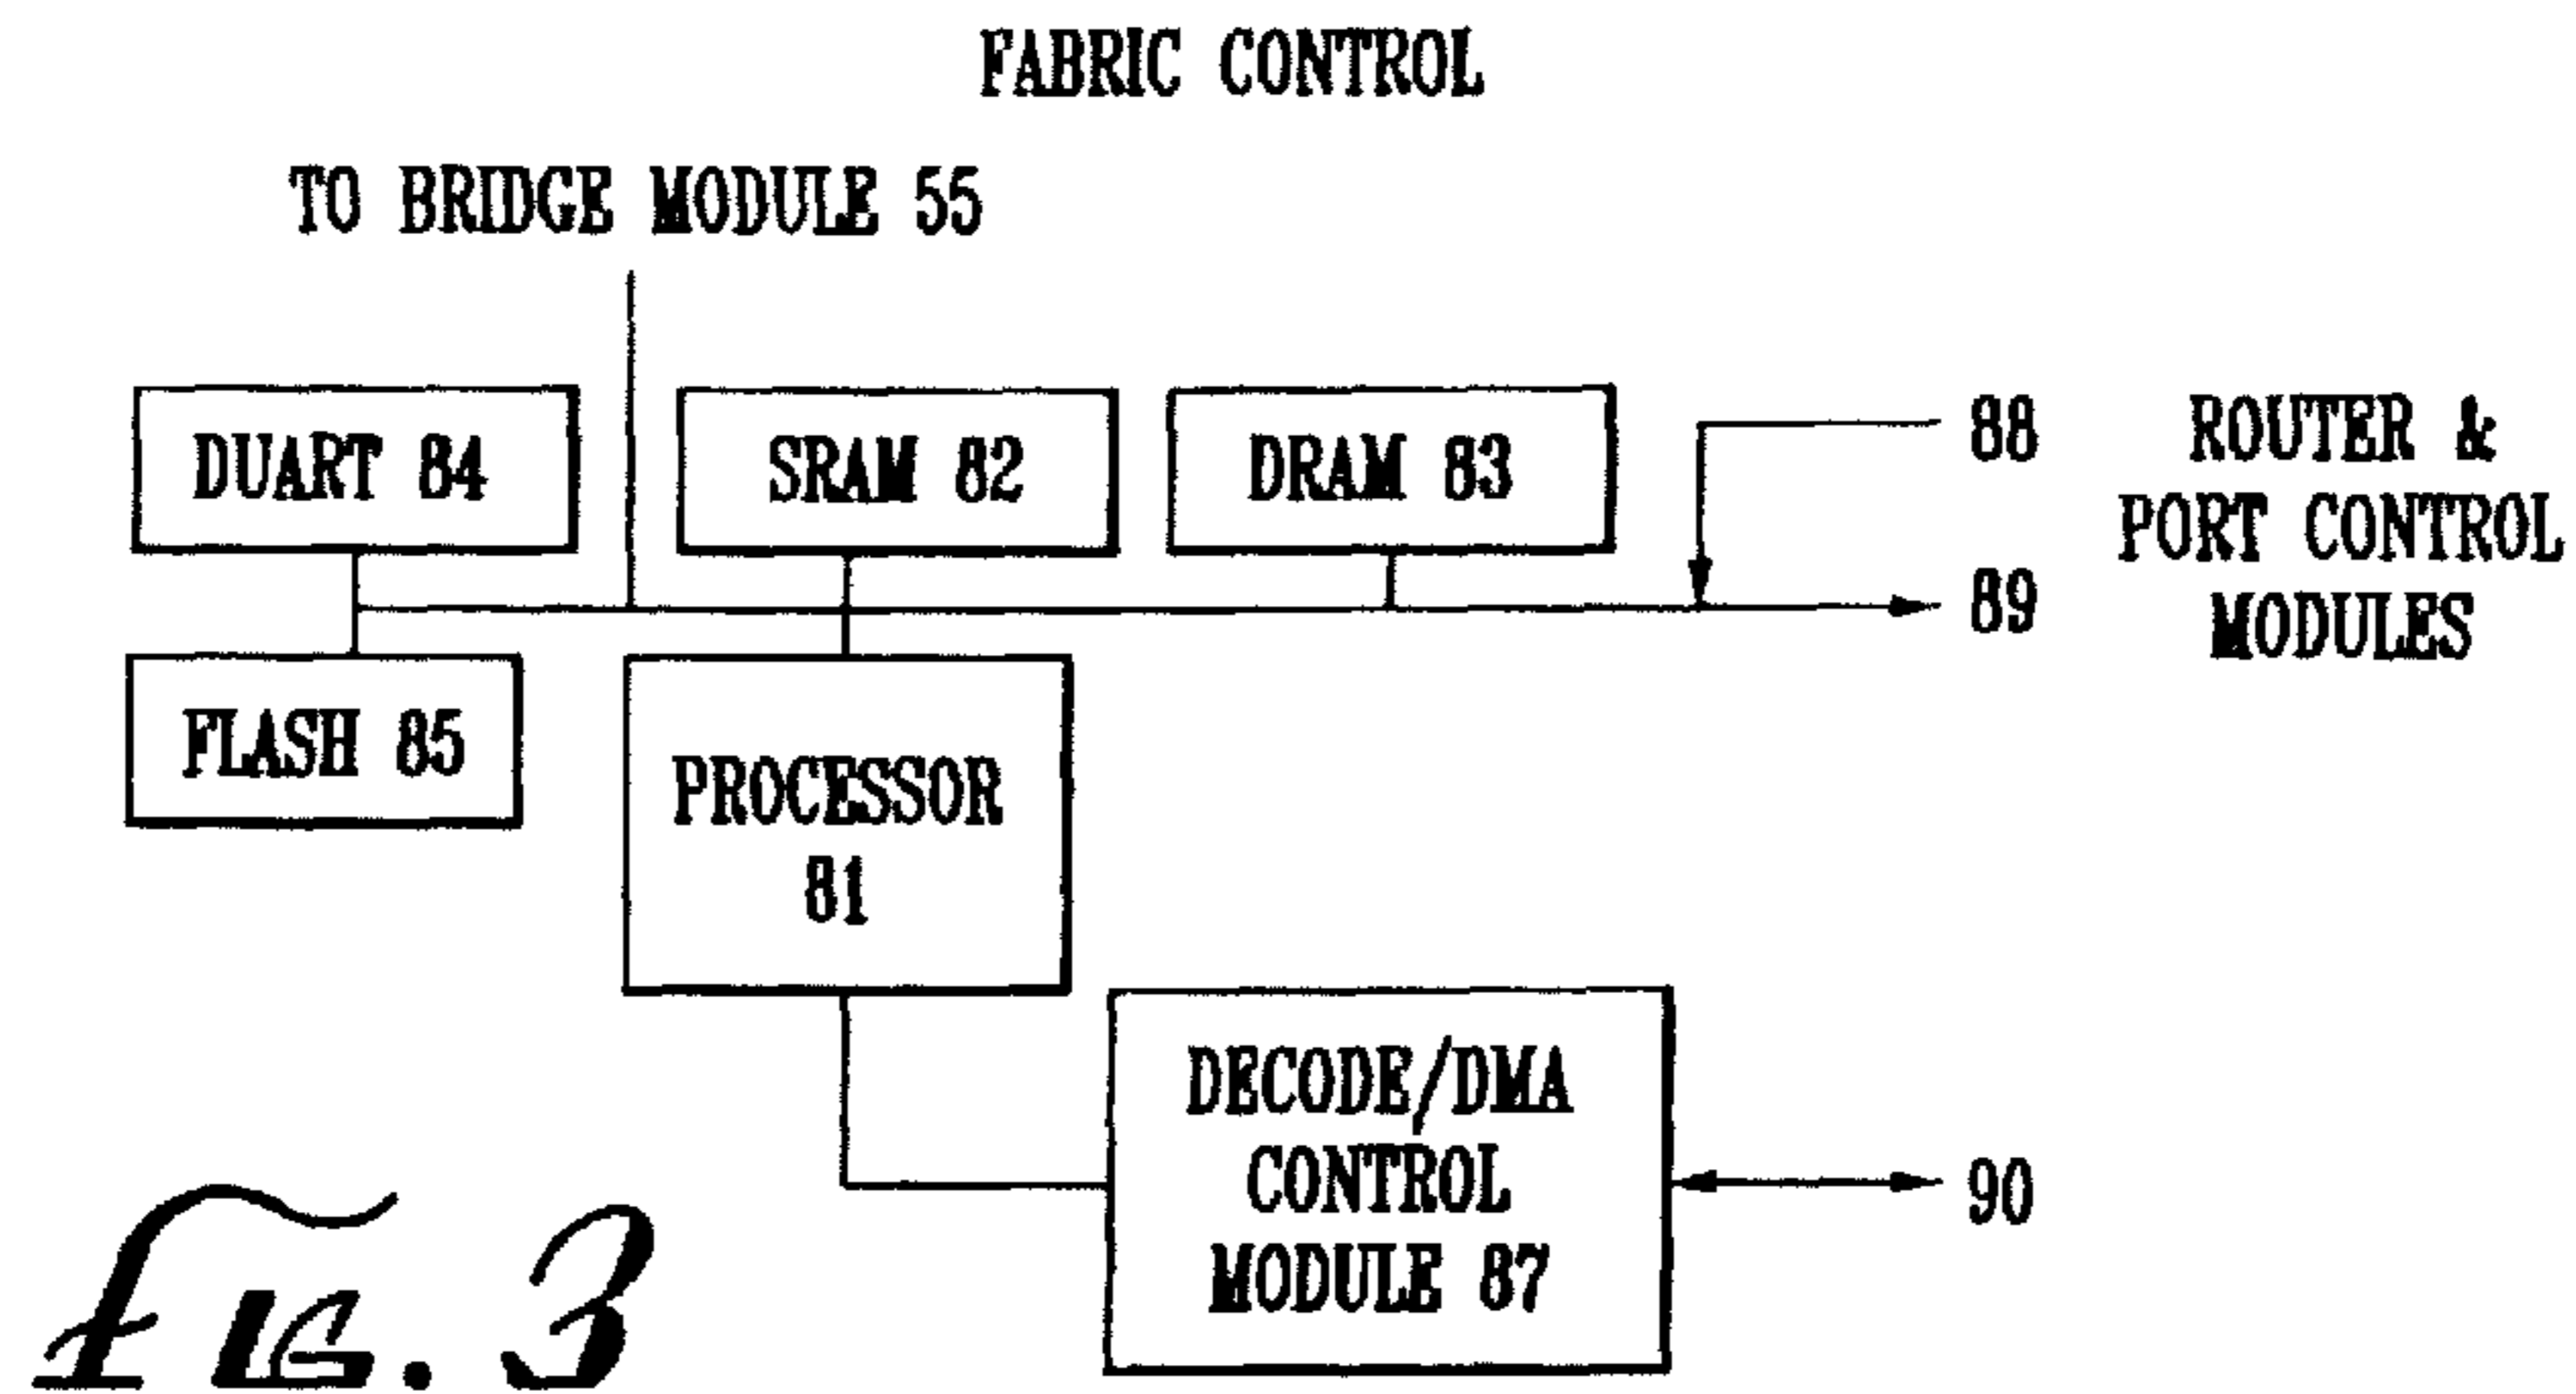 FABRIC CONTROL
TO BRIDGE MODULE 55
DUART 84
SRAM 82
DRAM 83
88
89
ROUTER &
PORT CONTROL
MODULES
FLASH 85
PROCESSOR
81
DECODE/DMA
CONTROL
MODULE 87
90
FIG. 3